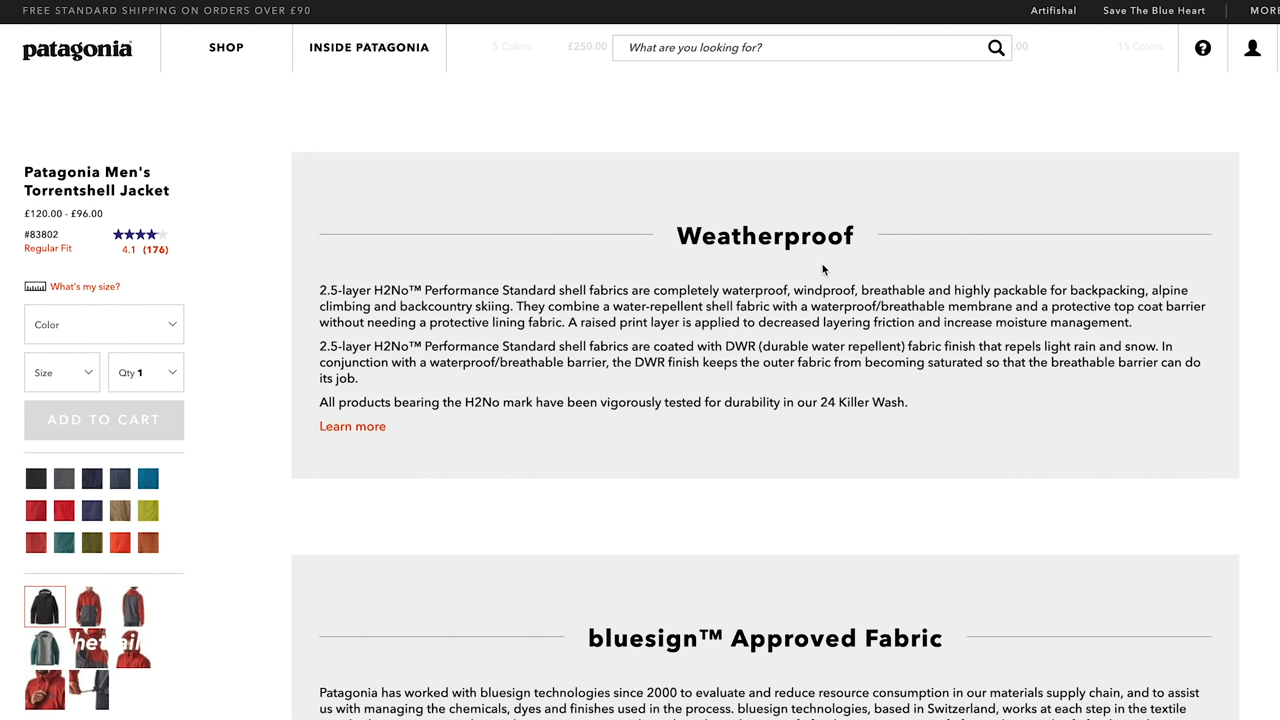 FREE STANDARD SHIPPING ON ORDERS OVER £90
Artifishal Save The Blue Heart MORE
patagonia®
SHOP
INSIDE PATAGONIA
5 Colors £250.00
What are you looking for?
.00 15 Colors
Patagonia Men's
Torrentshell Jacket
£120.00 - £96.00
#83802
Regular Fit 4.1 (176)
What's my size?
Color
Size Qty 1
ADD TO CART
Weatherproof
2.5-layer H2No™ Performance Standard shell fabrics are completely waterproof, windproof, breathable and highly packable for backpacking, alpine
climbing and backcountry skiing. They combine a water-repellent shell fabric with a waterproof/breathable membrane and a protective top coat barrier
without needing a protective lining fabric. A raised print layer is applied to decreased layering friction and increase moisture management.
2.5-layer H2No™ Performance Standard shell fabrics are coated with DWR (durable water repellent) fabric finish that repels light rain and snow. In
conjunction with a waterproof/breathable barrier, the DWR finish keeps the outer fabric from becoming saturated so that the breathable barrier can do
its job.
All products bearing the H2No mark have been vigorously tested for durability in our 24 Killer Wash.
Learn more
bluesign™ Approved Fabric
Patagonia has worked with bluesign technologies since 2000 to evaluate and reduce resource consumption in our materials supply chain, and to assist
us with managing the chemicals, dyes and finishes used in the process. bluesign technologies, based in Switzerland, works at each step in the textile